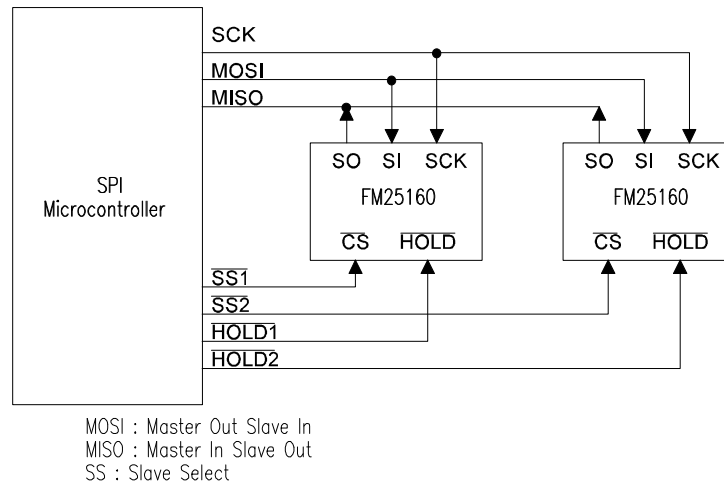 SCK
MOSI
MISO
SO SI SCK
FM25160
CS HOLD
SO SI SCK
FM25160
CS HOLD
SPI
Microcontroller
SS1
SS2
HOLD1
HOLD2
MOSI : Master Out Slave In
MISO : Master In Slave Out
SS : Slave Select